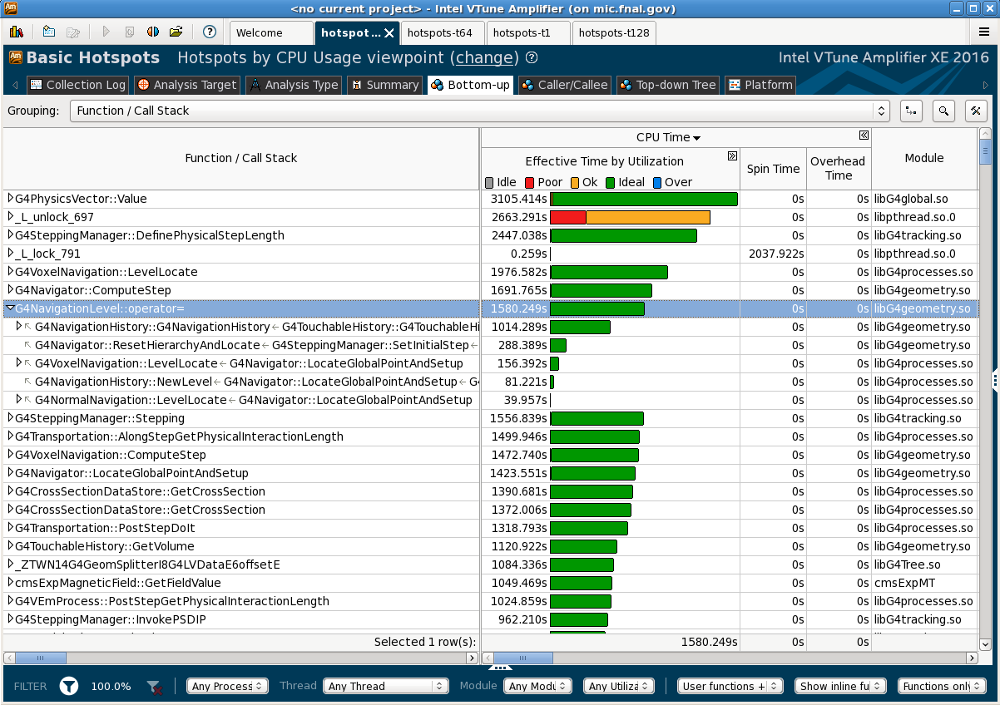 <no current project> - Intel VTune Amplifier (on mic.fnal.gov)
Welcome hotspot... hotspots-t64 hotspots-t1 hotspots-t128
Basic Hotspots Hotspots by CPU Usage viewpoint (change) Intel VTune Amplifier XE 2016
Collection Log Analysis Target Analysis Type Summary Bottom-up Caller/Callee Top-down Tree Platform
Grouping: Function / Call Stack
CPU Time
Function / Call Stack Effective Time by Utilization Spin Time Overhead Time Module
Idle Poor Ok Ideal Over
G4PhysicsVector::Value 3105.414s 0s 0s libG4global.so
_L_unlock_697 2663.291s 0s 0s libpthread.so.0
G4SteppingManager::DefinePhysicalStepLength 2447.038s 0s 0s libG4tracking.so
_L_lock_791 0.259s 2037.922s 0s libpthread.so.0
G4VoxelNavigation::LevelLocate 1976.582s 0s 0s libG4processes.so
G4Navigator::ComputeStep 1691.765s 0s 0s libG4geometry.so
G4NavigationLevel::operator= 1580.249s 0s 0s libG4geometry.so
G4NavigationHistory::G4NavigationHistory ← G4TouchableHistory::G4TouchableHi 1014.289s 0s 0s libG4geometry.so
G4Navigator::ResetHierarchyAndLocate ← G4SteppingManager::SetInitialStep ← 288.389s 0s 0s libG4geometry.so
G4VoxelNavigation::LevelLocate ← G4Navigator::LocateGlobalPointAndSetup 156.392s 0s 0s libG4processes.so
G4NavigationHistory::NewLevel ← G4Navigator::LocateGlobalPointAndSetup ← G4 81.221s 0s 0s libG4processes.so
G4NormalNavigation::LevelLocate ← G4Navigator::LocateGlobalPointAndSetup 39.957s 0s 0s libG4processes.so
G4SteppingManager::Stepping 1556.839s 0s 0s libG4tracking.so
G4Transportation::AlongStepGetPhysicalInteractionLength 1499.946s 0s 0s libG4processes.so
G4VoxelNavigation::ComputeStep 1472.740s 0s 0s libG4geometry.so
G4Navigator::LocateGlobalPointAndSetup 1423.551s 0s 0s libG4geometry.so
G4CrossSectionDataStore::GetCrossSection 1390.681s 0s 0s libG4processes.so
G4CrossSectionDataStore::GetCrossSection 1372.006s 0s 0s libG4processes.so
G4Transportation::PostStepDoIt 1318.793s 0s 0s libG4processes.so
G4TouchableHistory::GetVolume 1120.922s 0s 0s libG4geometry.so
_ZTWN14G4GeomSplitterI8G4LVDataE6offsetE 1084.336s 0s 0s libG4Tree.so
cmsExpMagneticField::GetFieldValue 1049.469s 0s 0s cmsExpMT
G4VEmProcess::PostStepGetPhysicalInteractionLength 1024.859s 0s 0s libG4processes.so
G4SteppingManager::InvokePSDIP 962.210s 0s 0s libG4tracking.so
Selected 1 row(s): 1580.249s 0s 0s
FILTER 100.0% Any Process Thread Any Thread Module Any Modu Any Utiliza User functions + Show inline fu Functions only